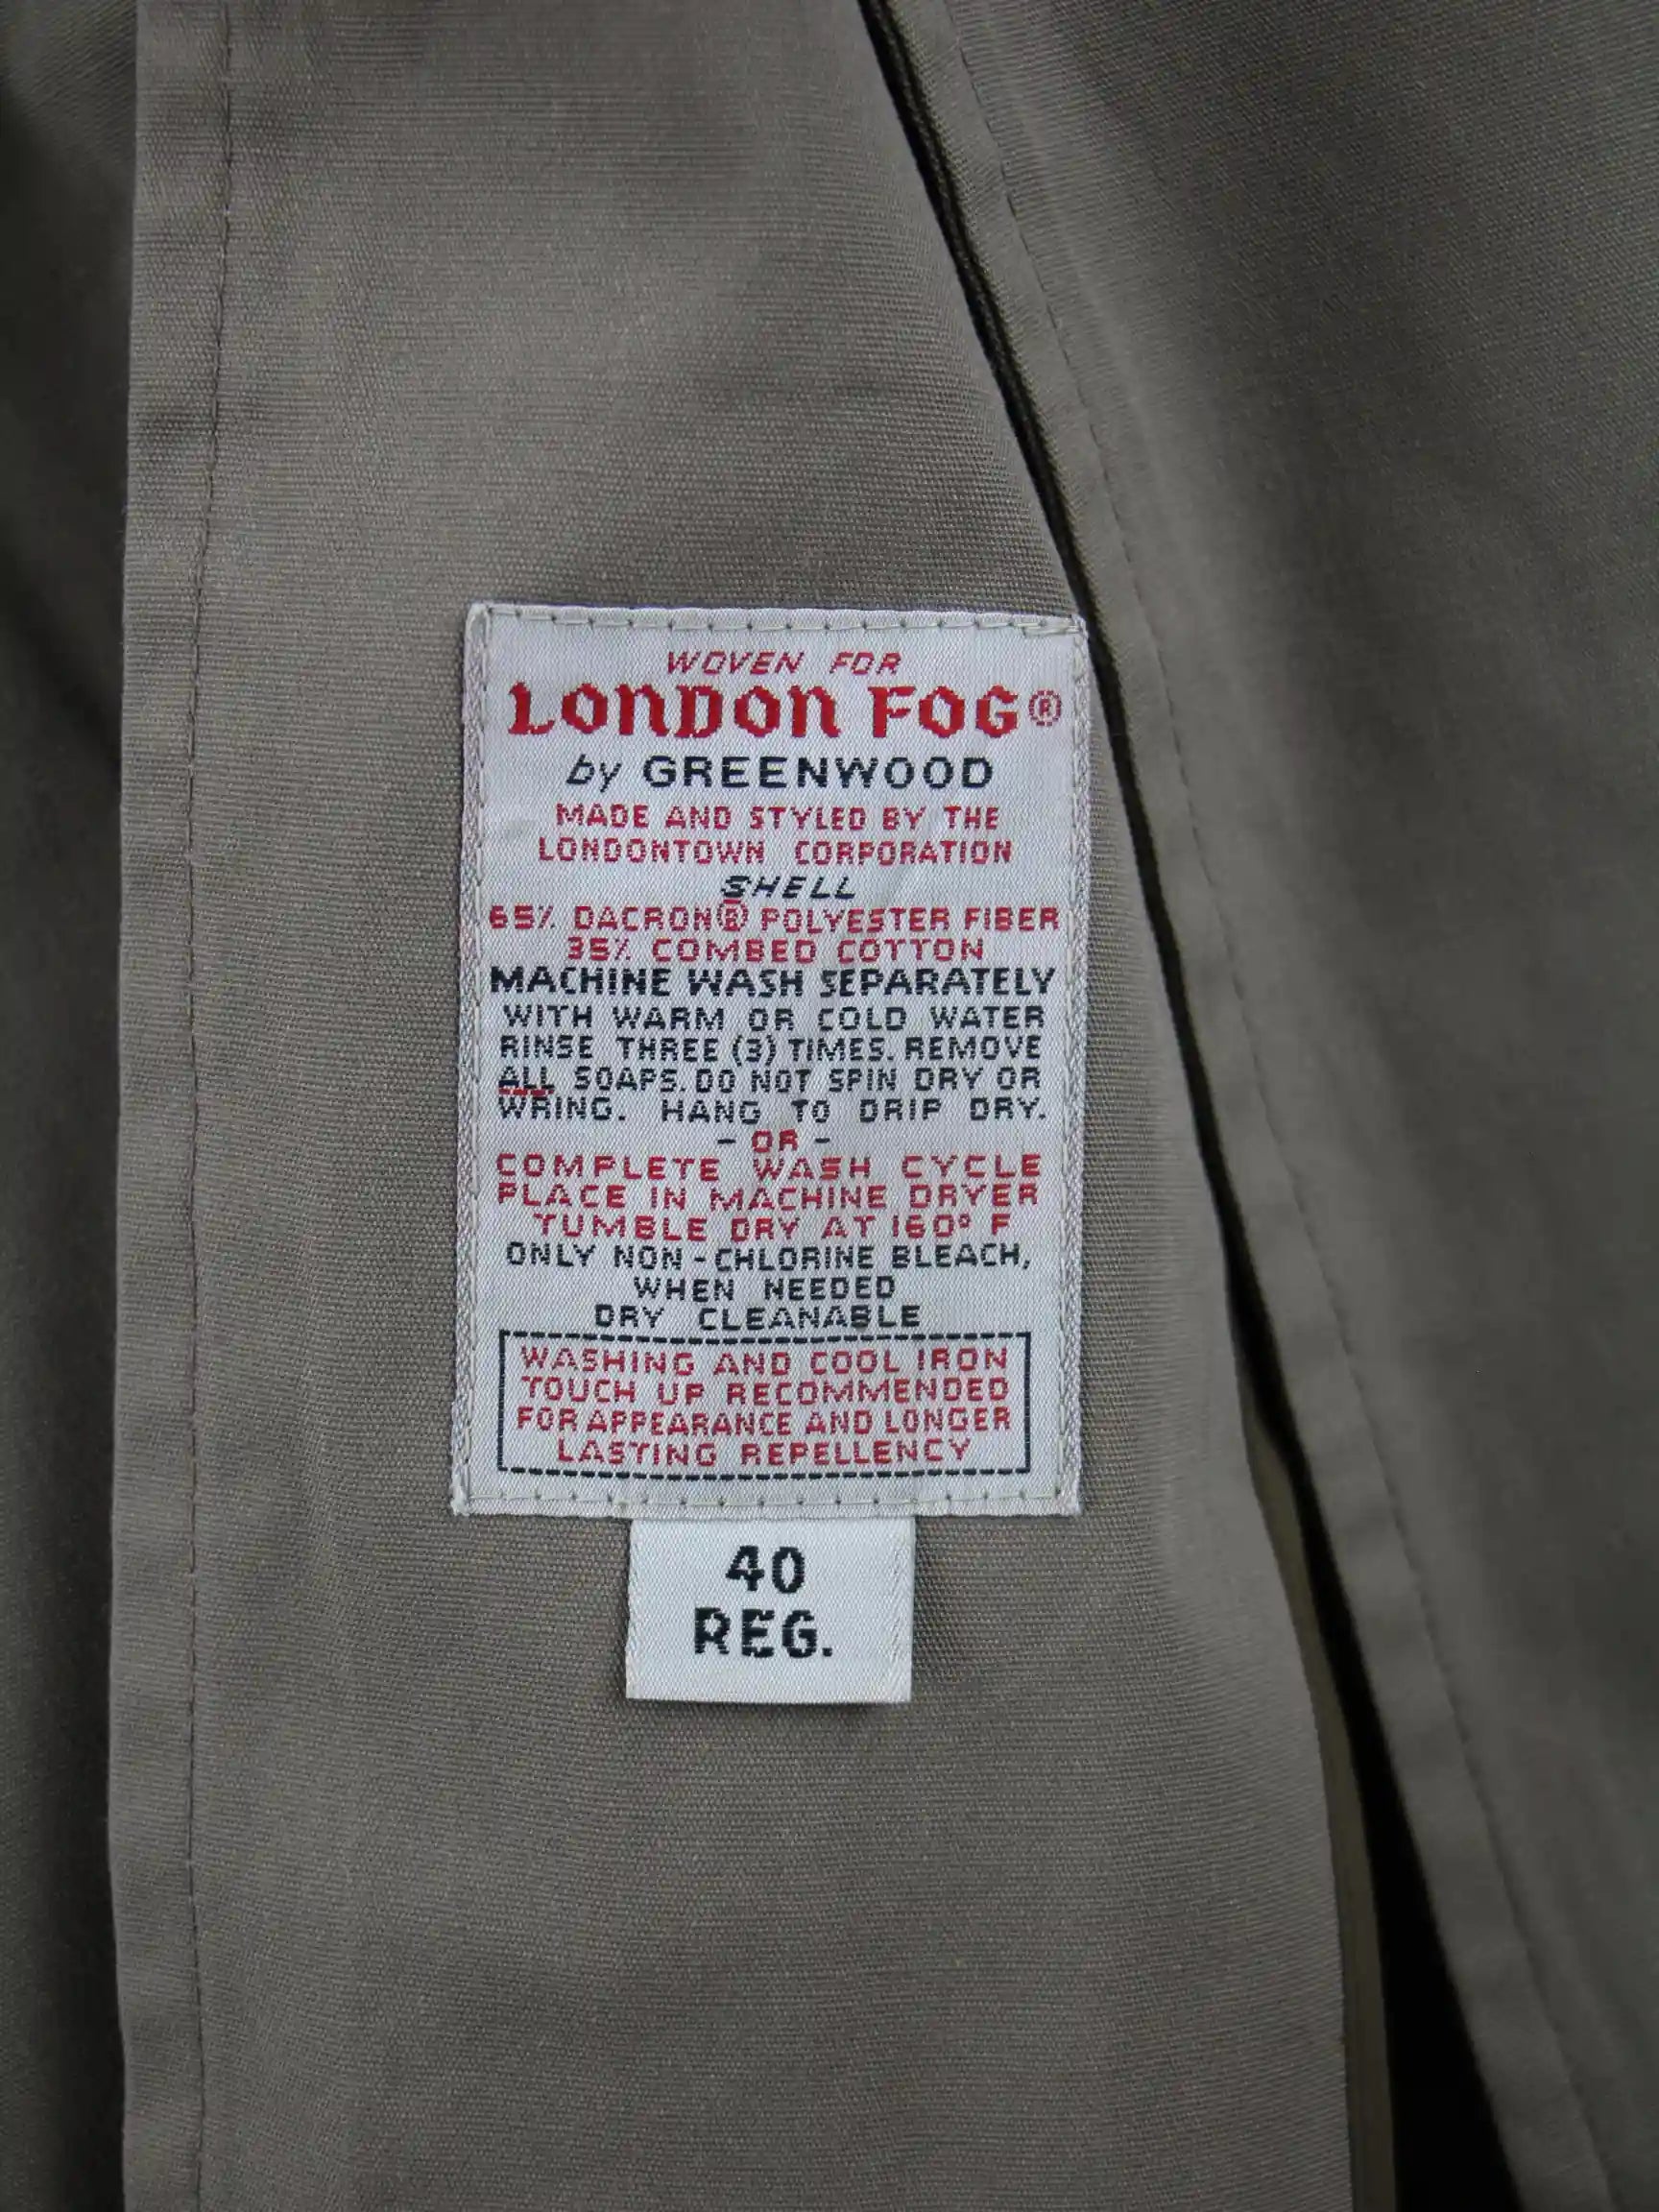 WOVEN FOR
LONDON FOG®
by GREENWOOD
MADE AND STYLED BY THE
LONDONTOWN CORPORATION
SHELL
65% DACRON® POLYESTER FIBER
35% COMBED COTTON
MACHINE WASH SEPARATELY
WITH WARM OR COLD WATER
RINSE THREE (3) TIMES. REMOVE
ALL SOAPS. DO NOT SPIN DRY OR
WRING. HANG TO DRIP DRY.
- OR -
COMPLETE WASH CYCLE
PLACE IN MACHINE DRYER
TUMBLE DRY AT 160° F
ONLY NON-CHLORINE BLEACH,
WHEN NEEDED
DRY CLEANABLE
WASHING AND COOL IRON
TOUCH UP RECOMMENDED
FOR APPEARANCE AND LONGER
LASTING REPELLENCY
40
REG.